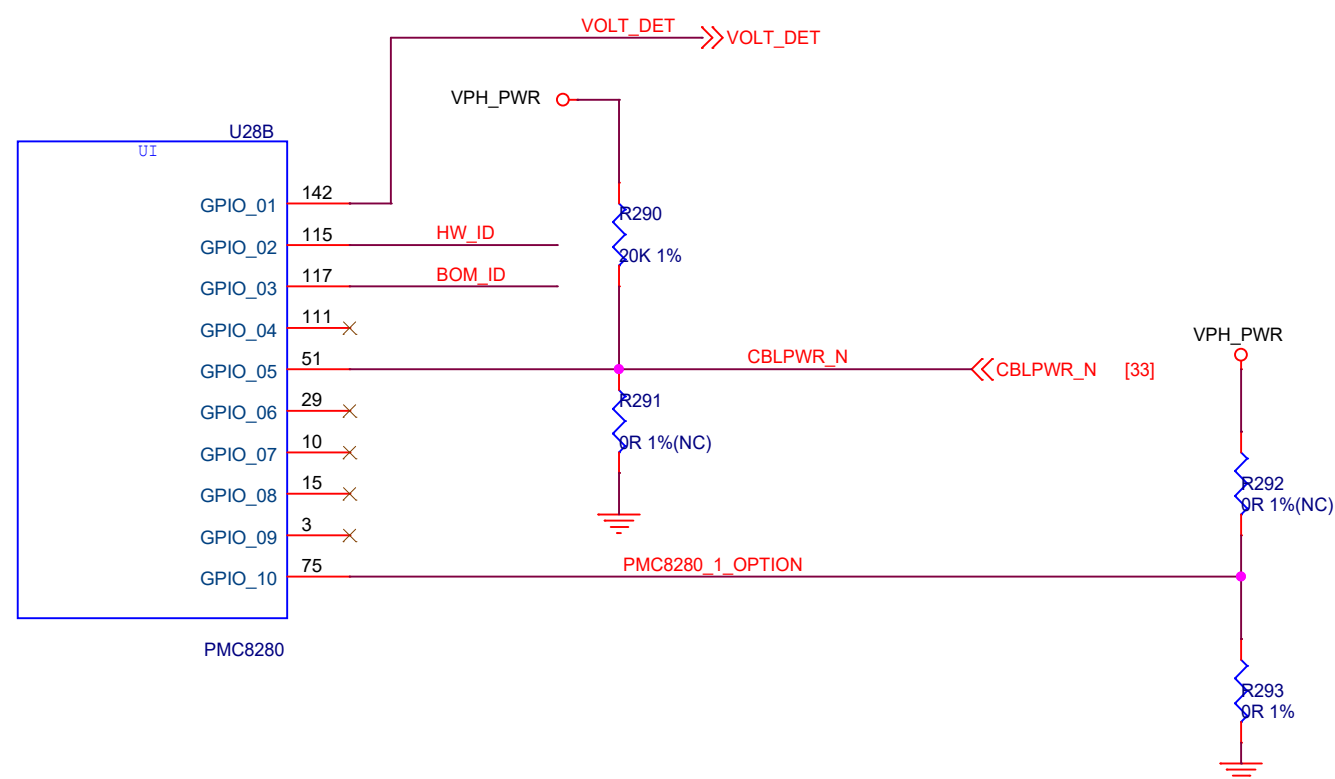 VOLT_DET
VOLT_DET
VPH_PWR
U28B
UI
GPIO_01 142
R290
20K 1%
GPIO_02 115 HW_ID
GPIO_03 117 BOM_ID
GPIO_04 111
VPH_PWR
GPIO_05 51 CBLPWR_N CBLPWR_N [33]
GPIO_06 29
R291
0R 1%(NC)
GPIO_07 10
GPIO_08 15
R292
0R 1%(NC)
GPIO_09 3
GPIO_10 75 PMC8280_1_OPTION
PMC8280
R293
0R 1%